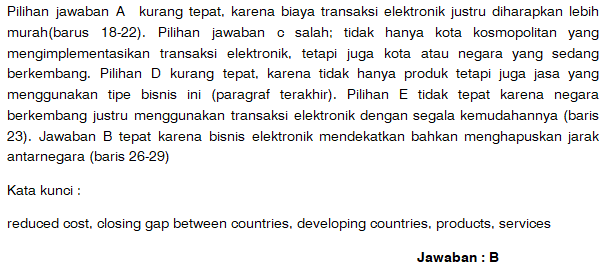 Pilihan jawaban A kurang tepat, karena biaya transaksi elektronik justru diharapkan lebih
murah(barus 18-22). Pilihan jawaban c salah; tidak hanya kota kosmopolitan yang
mengimplementasikan transaksi elektronik, tetapi juga kota atau negara yang sedang
berkembang. Pilihan D kurang tepat, karena tidak hanya produk tetapi juga jasa yang
menggunakan tipe bisnis ini (paragraf terakhir). Pilihan E tidak tepat karena negara
berkembang justru menggunakan transaksi elektronik dengan segala kemudahannya (baris
23). Jawaban B tepat karena bisnis elektronik mendekatkan bahkan menghapuskan jarak
antarnegara (baris 26-29)
Kata kunci :
reduced cost, closing gap between countries, developing countries, products, services
Jawaban : B